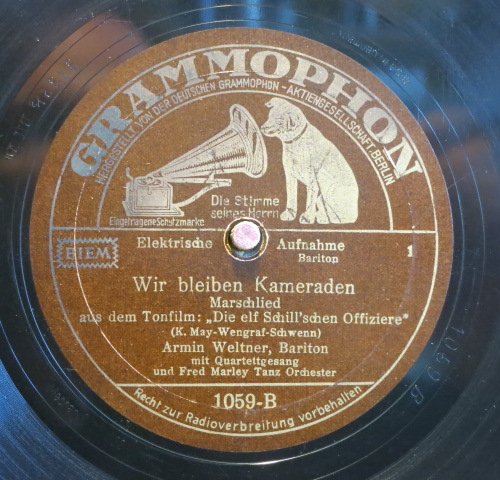 GRAMMOPHON
HERGESTELLT VON DER DEUTSCHEN GRAMMOPHON-AKTIENGESELLSCHAFT, BERLIN
Die Stimme
seines Herrn
Eingetragene Schutzmarke
BIEM
Elektrische Aufnahme 1
Bariton
Wir bleiben Kameraden
Marschlied
aus dem Tonfilm: „Die elf Schill'schen Offiziere"
(K. May-Wengraf-Schwenn)
Armin Weltner, Bariton
mit Quartettgesang
und Fred Marley Tanz Orchester
1059-B
Recht zur Radioverbreitung vorbehalten